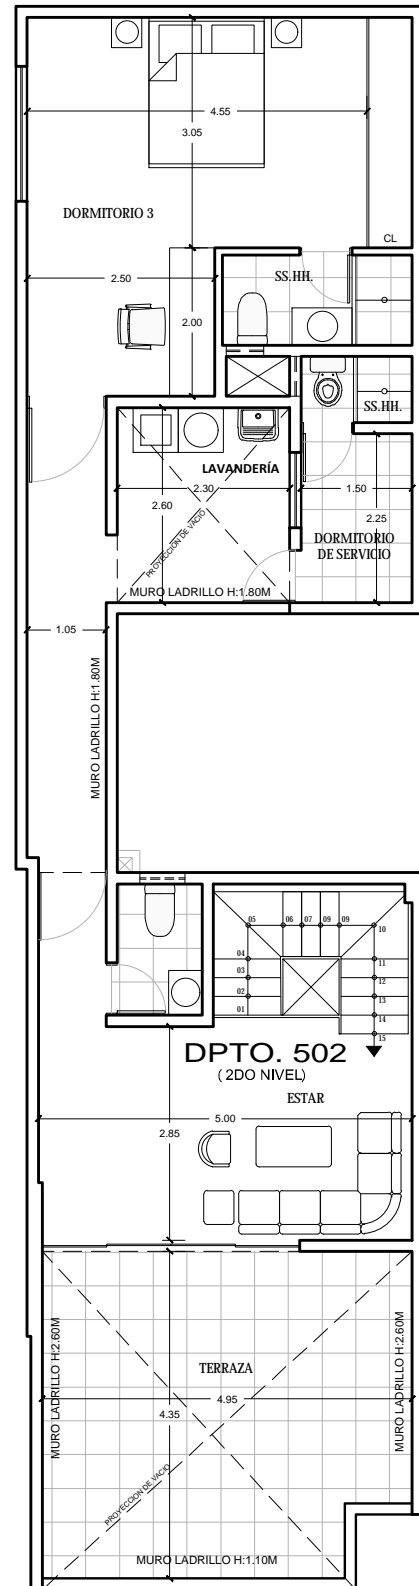 4.55
3.05
DORMITORIO 3
CL
SS.HH.
2.50
2.00
SS.HH.
LAVANDERÍA
2.30
1.50
2.60
2.25
PROYECCION DE VACIO
DORMITORIO
DE SERVICIO
MURO LADRILLO H:1.80M
1.05
MURO LADRILLO H:1.80M
05
06
07
09
09
10
04
11
03
12
02
13
01
14
15
DPTO. 502
( 2DO NIVEL)
ESTAR
5.00
2.85
MURO LADRILLO H:2.60M
MURO LADRILLO H:2.60M
TERRAZA
4.95
4.35
PROYECCION DE VACIO
MURO LADRILLO H:1.10M